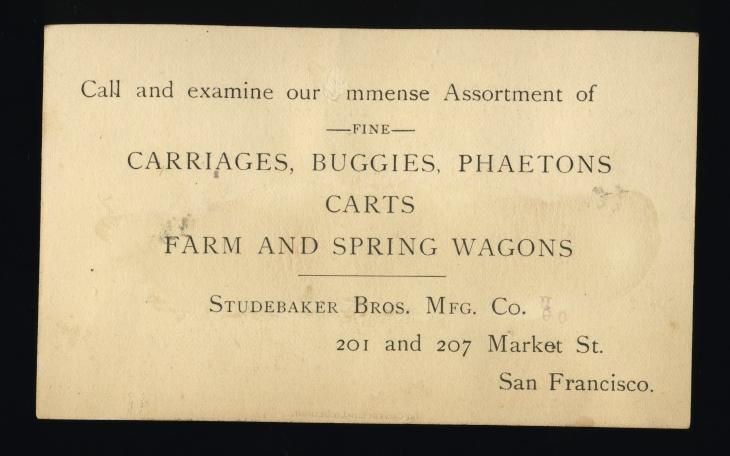 Call and examine our mmense Assortment of
—FINE—
CARRIAGES, BUGGIES, PHAETONS
CARTS
FARM AND SPRING WAGONS
STUDEBAKER BROS. MFG. CO.
201 and 207 Market St.
San Francisco.